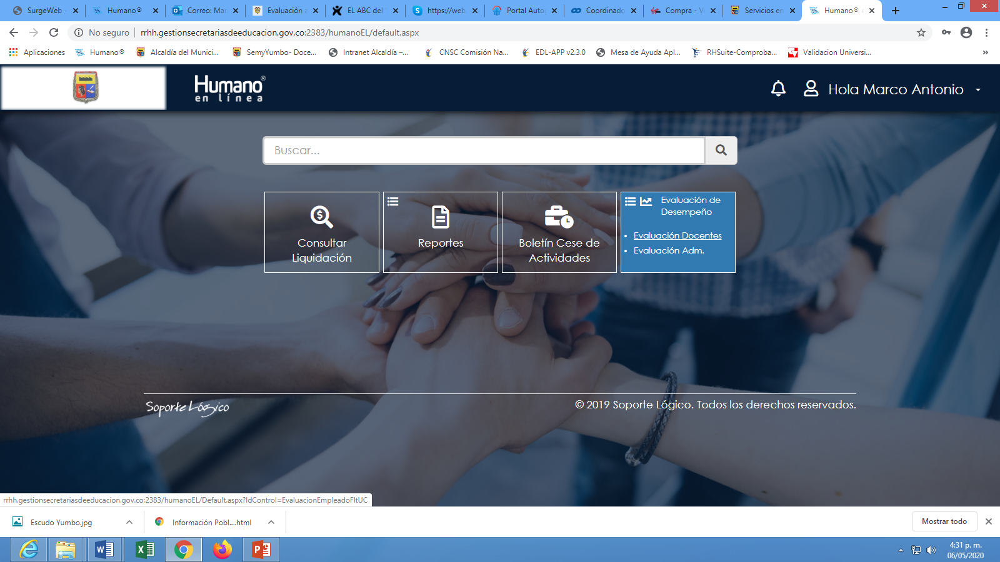 SurgeWeb -
Humano®
Correo: Mar
Evaluación a
EL ABC del
https://web
Portal Autog
Coordinado
Compra - V
Servicios en
Humano® e
No seguro
rrhh.gestionsecretariasdeeducacion.gov.co:2383/humanoEL/default.aspx
Aplicaciones
Humano®
Alcaldía del Munici...
SemyYumbo- Doce...
Intranet Alcaldía –...
CNSC Comisión Na...
EDL-APP v2.3.0
Mesa de Ayuda Apl...
RHSuite-Comproba...
Validacion Universi...
»
Humano®
en línea
Hola Marco Antonio
Buscar...
Consultar
Liquidación
Reportes
Boletín Cese de
Actividades
Evaluación de
Desempeño
• Evaluación Docentes
• Evaluación Adm.
Soporte Lógico
© 2019 Soporte Lógico. Todos los derechos reservados.
rrhh.gestionsecretariasdeeducacion.gov.co:2383/humanoEL/Default.aspx?IdControl=EvaluacionEmpleadoFltUC
Escudo Yumbo.jpg
Información Pobl....html
Mostrar todo
4:31 p. m.
06/05/2020